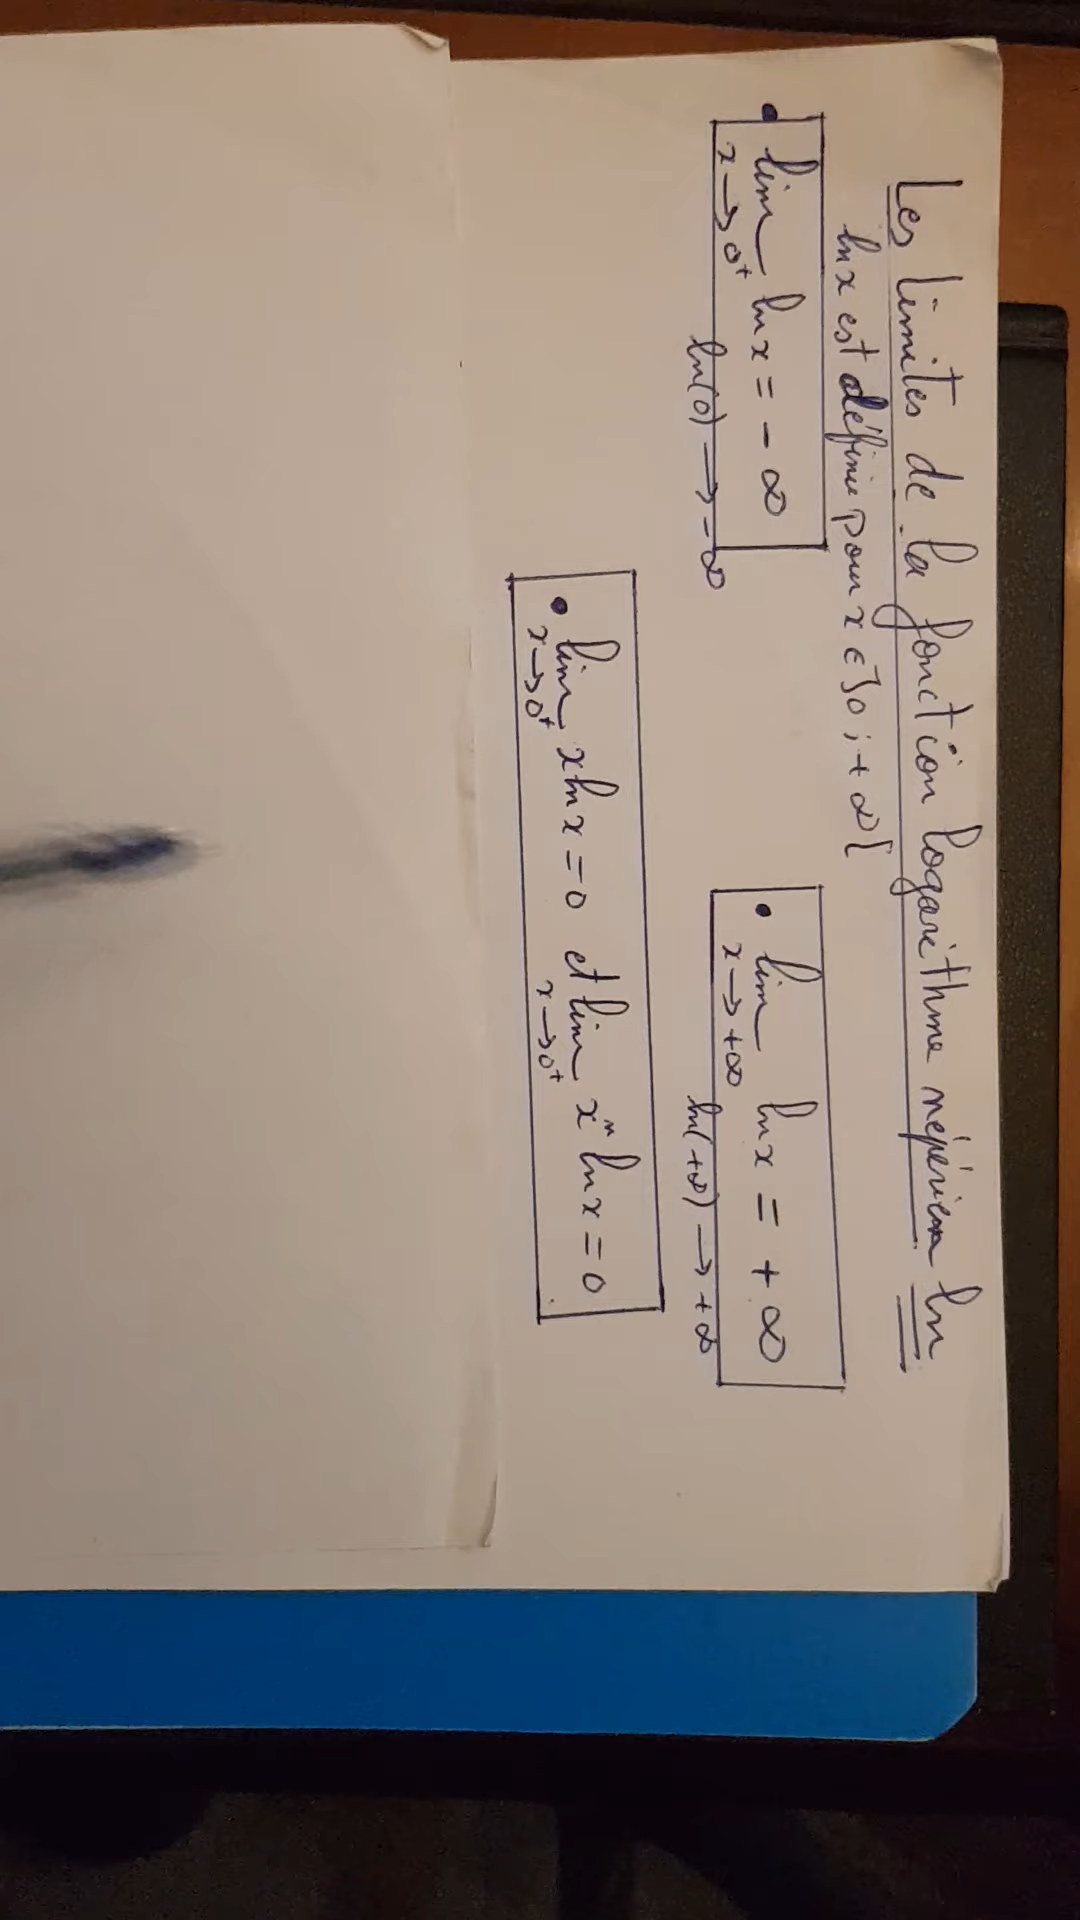 Les limites de la fonction logarithme népérien ln
ln x est définie pour x ∈ ]0 ; +∞[
• lim ln x = - ∞
x → 0⁺
ln(0) → -∞
• lim ln x = + ∞
x → +∞
ln(+∞) → +∞
• lim x ln x = 0 et lim xⁿ ln x = 0
x → 0⁺ x → 0⁺